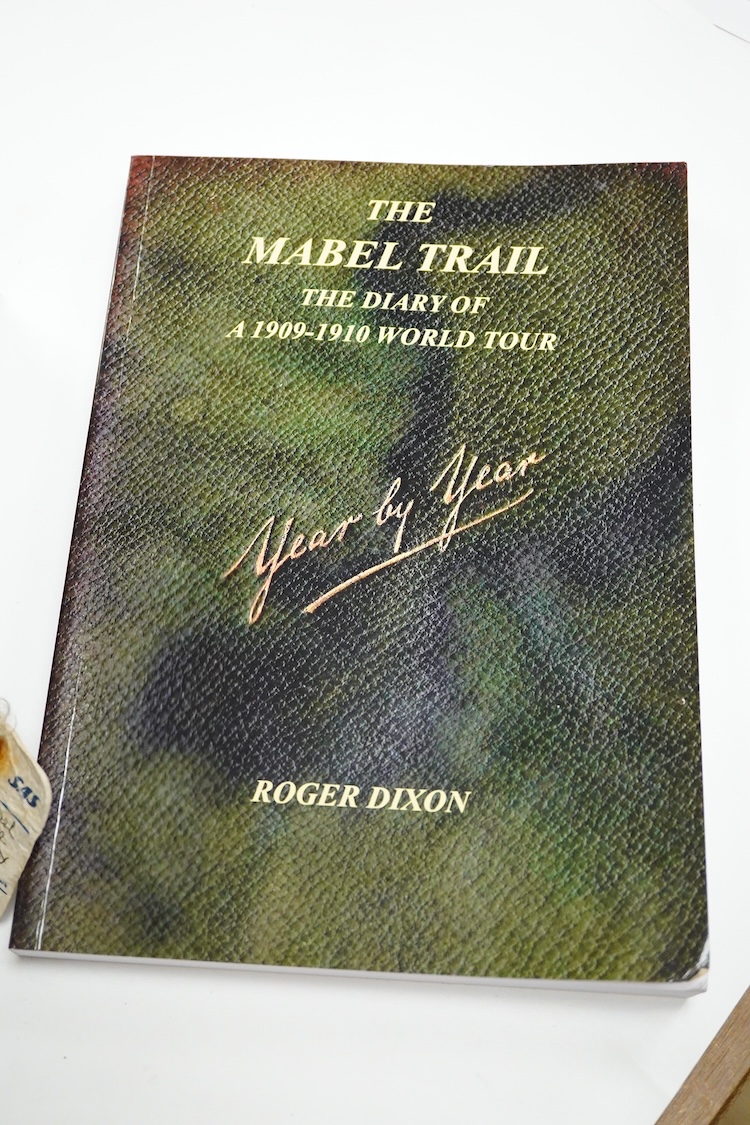 THE
MABEL TRAIL
THE DIARY OF
A 1909-1910 WORLD TOUR
Year by Year
ROGER DIXON